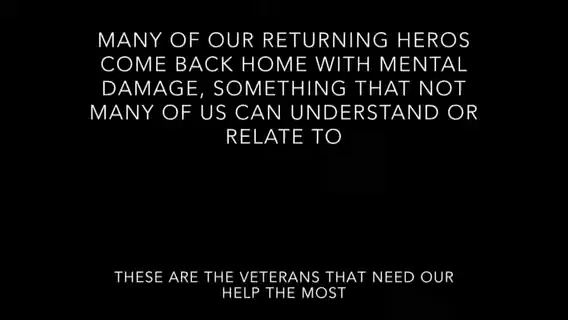 MANY OF OUR RETURNING HEROS
COME BACK HOME WITH MENTAL
DAMAGE, SOMETHING THAT NOT
MANY OF US CAN UNDERSTAND OR
RELATE TO
THESE ARE THE VETERANS THAT NEED OUR
HELP THE MOST